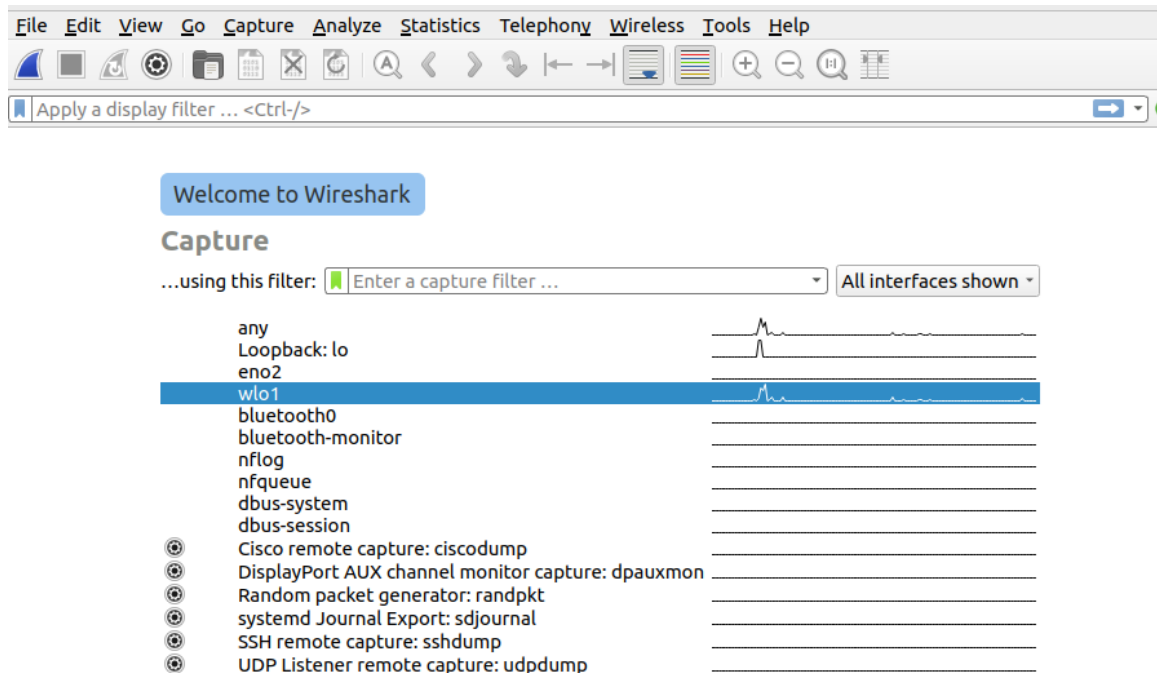 File Edit View Go Capture Analyze Statistics Telephony Wireless Tools Help
Apply a display filter … <Ctrl-/>
Welcome to Wireshark
Capture
…using this filter: Enter a capture filter … All interfaces shown
any
Loopback: lo
eno2
wlo1
bluetooth0
bluetooth-monitor
nflog
nfqueue
dbus-system
dbus-session
Cisco remote capture: ciscodump
DisplayPort AUX channel monitor capture: dpauxmon
Random packet generator: randpkt
systemd Journal Export: sdjournal
SSH remote capture: sshdump
UDP Listener remote capture: udpdump